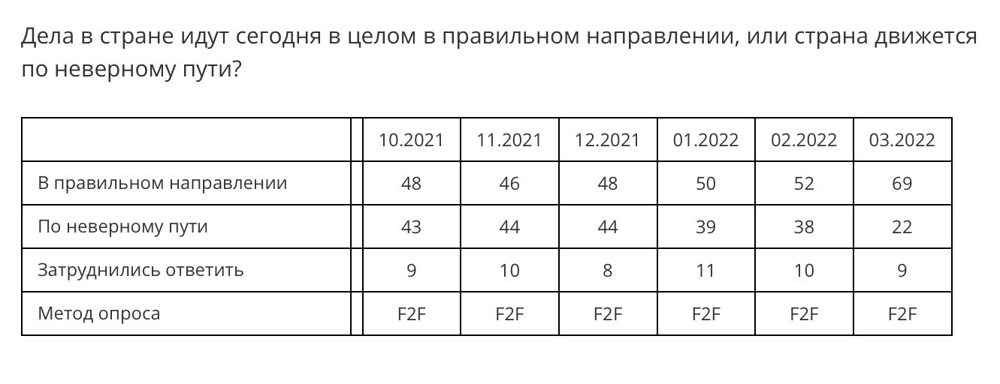 Дела в стране идут сегодня в целом в правильном направлении, или страна движется
по неверному пути?
10.2021 11.2021 12.2021 01.2022 02.2022 03.2022
В правильном направлении 48 46 48 50 52 69
По неверному пути 43 44 44 39 38 22
Затруднились ответить 9 10 8 11 10 9
Метод опроса F2F F2F F2F F2F F2F F2F